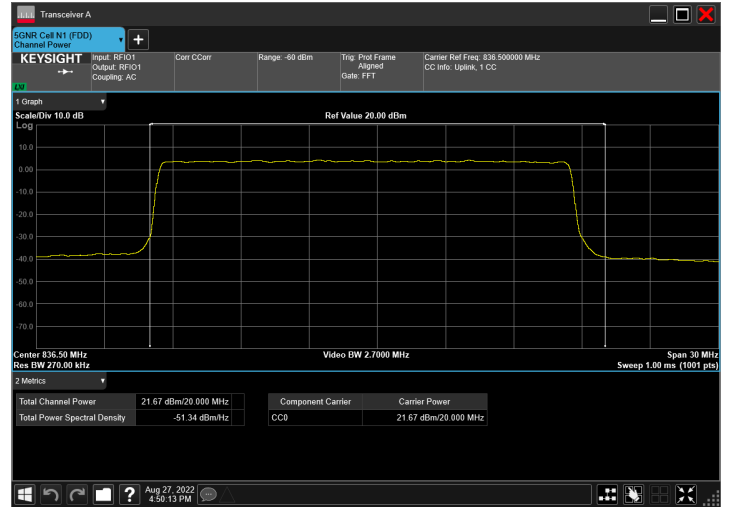 Transceiver A
5GNR Cell N1 (FDD)
Channel Power
KEYSIGHT
Input: RFIO1
Output: RFIO1
Coupling: AC
Corr CCorr
Range: -60 dBm
Trig: Prot Frame
Aligned
Gate: FFT
Carrier Ref Freq: 836.500000 MHz
CC Info: Uplink, 1 CC
LXI
1 Graph
Scale/Div 10.0 dB
Ref Value 20.00 dBm
Log
10.0
0.00
-10.0
-20.0
-30.0
-40.0
-50.0
-60.0
-70.0
Center 836.50 MHz
Video BW 2.7000 MHz
Span 30 MHz
Res BW 270.00 kHz
Sweep 1.00 ms (1001 pts)
2 Metrics
Total Channel Power 21.67 dBm/20.000 MHz
Total Power Spectral Density -51.34 dBm/Hz
Component Carrier Carrier Power
CC0 21.67 dBm/20.000 MHz
?
Aug 27, 2022
4:50:13 PM